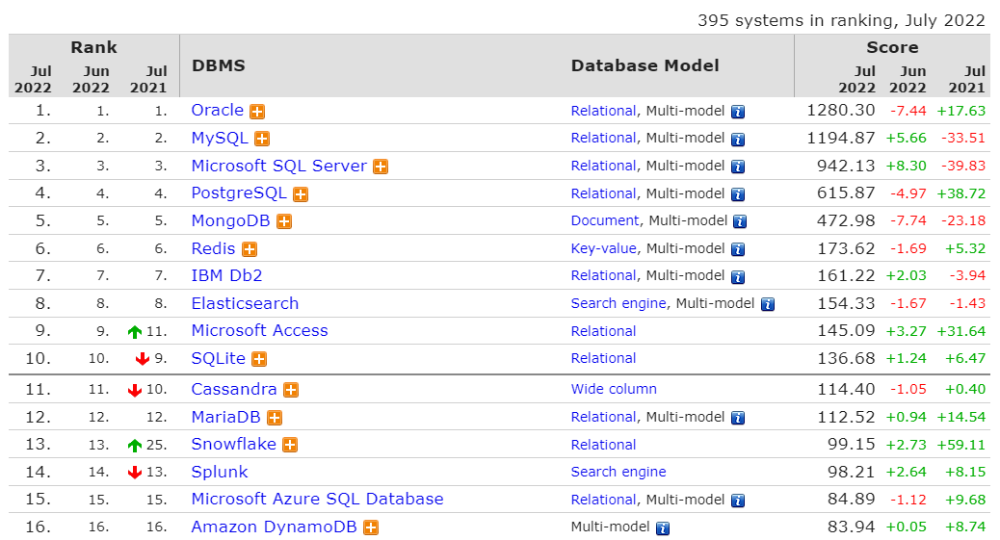 395 systems in ranking, July 2022
Rank DBMS Database Model Score
Jul 2022 Jun 2022 Jul 2021 Jul 2022 Jun 2022 Jul 2021
1. 1. 1. Oracle Relational, Multi-model 1280.30 -7.44 +17.63
2. 2. 2. MySQL Relational, Multi-model 1194.87 +5.66 -33.51
3. 3. 3. Microsoft SQL Server Relational, Multi-model 942.13 +8.30 -39.83
4. 4. 4. PostgreSQL Relational, Multi-model 615.87 -4.97 +38.72
5. 5. 5. MongoDB Document, Multi-model 472.98 -7.74 -23.18
6. 6. 6. Redis Key-value, Multi-model 173.62 -1.69 +5.32
7. 7. 7. IBM Db2 Relational, Multi-model 161.22 +2.03 -3.94
8. 8. 8. Elasticsearch Search engine, Multi-model 154.33 -1.67 -1.43
9. 9. 11. Microsoft Access Relational 145.09 +3.27 +31.64
10. 10. 9. SQLite Relational 136.68 +1.24 +6.47
11. 11. 10. Cassandra Wide column 114.40 -1.05 +0.40
12. 12. 12. MariaDB Relational, Multi-model 112.52 +0.94 +14.54
13. 13. 25. Snowflake Relational 99.15 +2.73 +59.11
14. 14. 13. Splunk Search engine 98.21 +2.64 +8.15
15. 15. 15. Microsoft Azure SQL Database Relational, Multi-model 84.89 -1.12 +9.68
16. 16. 16. Amazon DynamoDB Multi-model 83.94 +0.05 +8.74